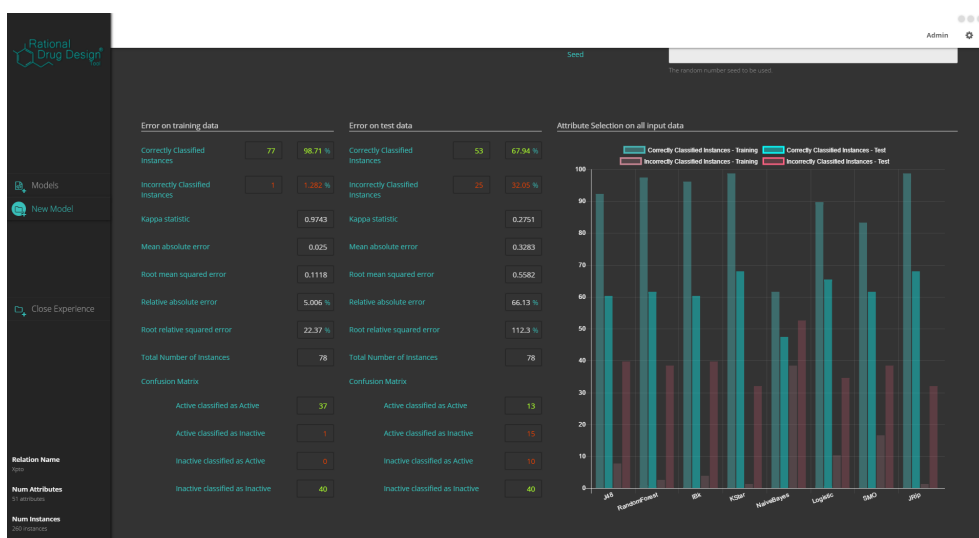 Admin
Rational
Drug Design
Seed
The random number seed to be used
Error on training data
Correctly Classified
Instances
77
98.71 %
Incorrectly Classified
Instances
1
1.282 %
Kappa statistic
0.9743
Mean absolute error
0.025
Root mean squared error
0.1118
Relative absolute error
5.006 %
Root relative squared error
22.37 %
Total Number of Instances
78
Confusion Matrix
Active classified as Active
37
Active classified as Inactive
1
Inactive classified as Active
0
Inactive classified as Inactive
40
Error on test data
Correctly Classified
Instances
53
67.94 %
Incorrectly Classified
Instances
25
32.05 %
Kappa statistic
0.2751
Mean absolute error
0.3283
Root mean squared error
0.5582
Relative absolute error
66.13 %
Root relative squared error
112.3 %
Total Number of Instances
78
Confusion Matrix
Active classified as Active
13
Active classified as Inactive
15
Inactive classified as Active
10
Inactive classified as Inactive
40
Attribute Selection on all input data
Correctly Classified Instances - Training
Correctly Classified Instances - Test
Incorrectly Classified Instances - Training
Incorrectly Classified Instances - Test
100
90
80
70
60
50
40
30
20
10
0
J48
RandomForest
IBk
KStar
NaiveBayes
Logistic
SMO
JRip
Models
New Model
Close Experience
Relation Name
Xpto
Num Attributes
51 attributes
Num Instances
260 instances